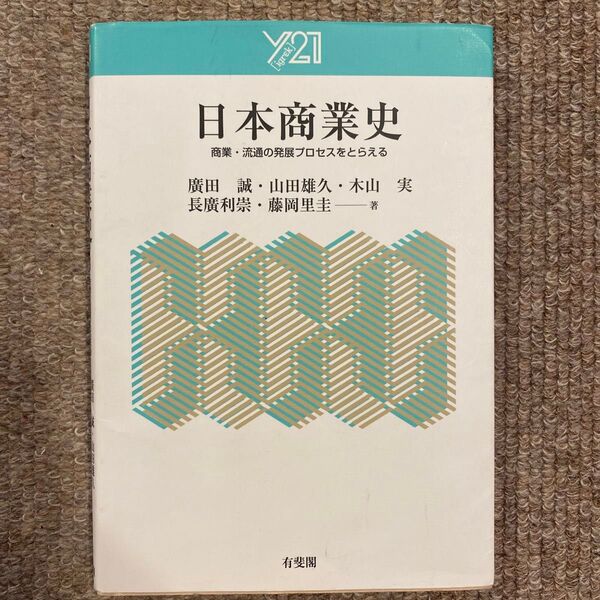 Y21
[igrek]
日本商業史
商業・流通の発展プロセスをとらえる
廣田 誠・山田雄久・木山 実
長廣利崇・藤岡里圭――著
有斐閣